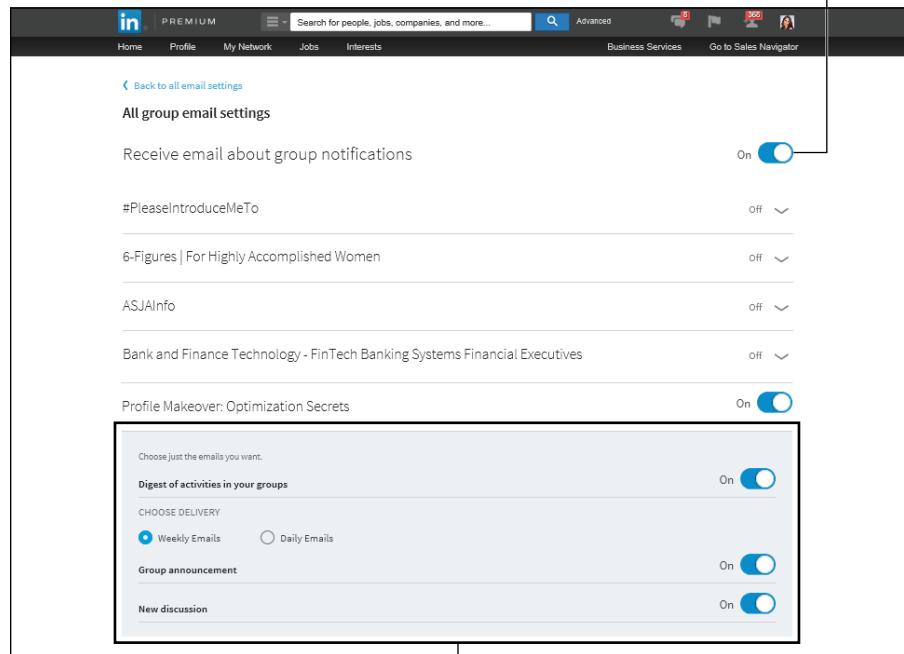 in PREMIUM Search for people, jobs, companies, and more... Advanced 6 368
Home Profile My Network Jobs Interests Business Services Go to Sales Navigator
Back to all email settings
All group email settings
Receive email about group notifications On
#PleaseIntroduceMeTo Off
6-Figures | For Highly Accomplished Women Off
ASJAInfo Off
Bank and Finance Technology - FinTech Banking Systems Financial Executives Off
Profile Makeover: Optimization Secrets On
Choose just the emails you want.
Digest of activities in your groups On
CHOOSE DELIVERY
Weekly Emails Daily Emails
Group announcement On
New discussion On